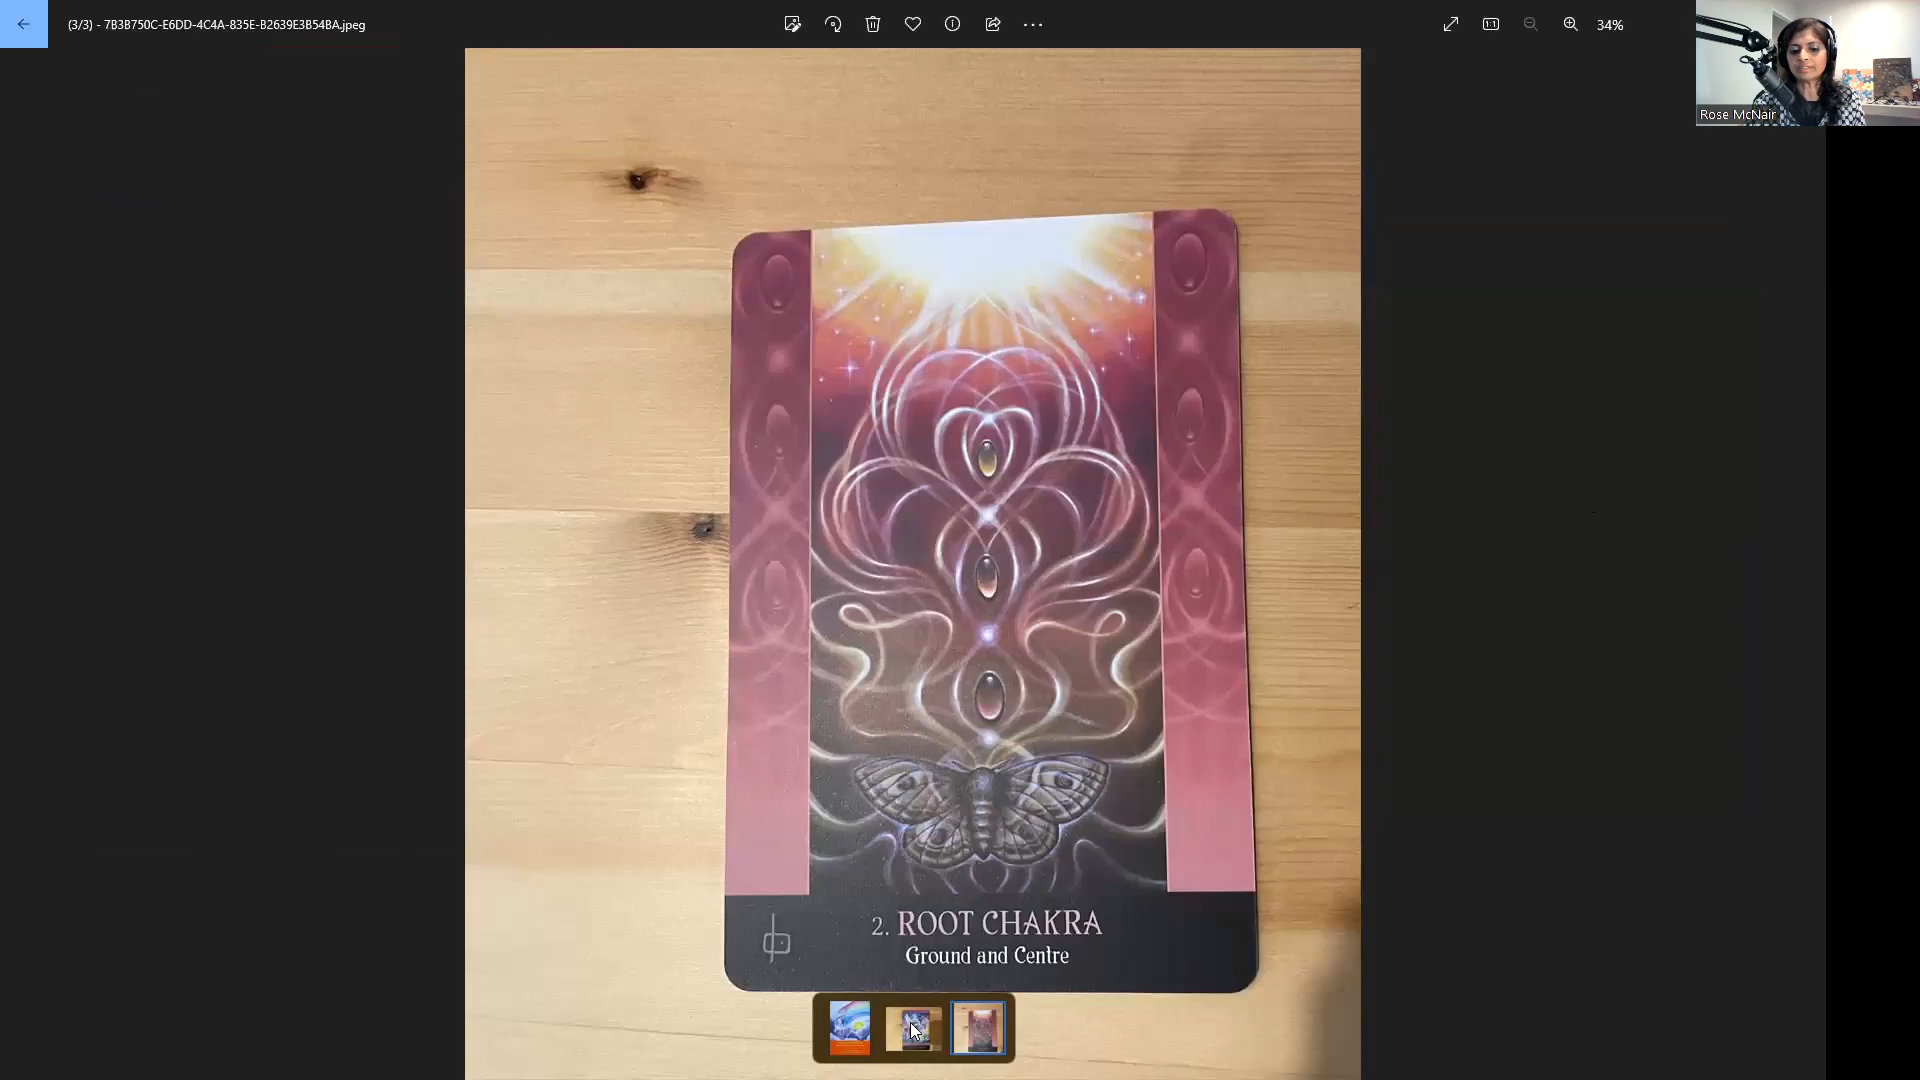 (3/3) - 7B3B750C-E6DD-4C4A-835E-B2639E3B54BA.jpeg
34%
Rose McNair
2. ROOT CHAKRA
Ground and Centre